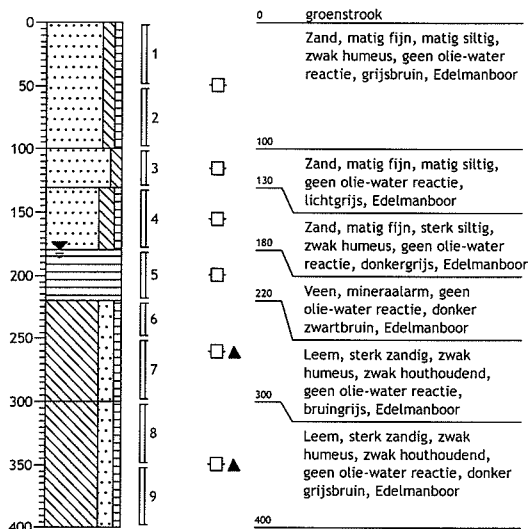 0
50
100
150
200
250
300
350
400
1
2
3
4
5
6
7
8
9
0 groenstrook
Zand, matig fijn, matig siltig,
zwak humeus, geen olie-water
reactie, grijsbruin, Edelmanboor
100
Zand, matig fijn, matig siltig,
geen olie-water reactie,
lichtgrijs, Edelmanboor
130
Zand, matig fijn, sterk siltig,
zwak humeus, geen olie-water
reactie, donkergrijs, Edelmanboor
180
Veen, mineraalarm, geen
olie-water reactie, donker
zwartbruin, Edelmanboor
220
Leem, sterk zandig, zwak
humeus, zwak houthoudend,
geen olie-water reactie,
bruingrijs, Edelmanboor
300
Leem, sterk zandig, zwak
humeus, zwak houthoudend,
geen olie-water reactie, donker
grijsbruin, Edelmanboor
400